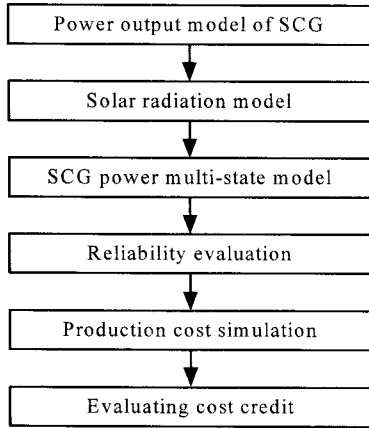 Power output model of SCG
Solar radiation model
SCG power multi-state model
Reliability evaluation
Production cost simulation
Evaluating cost credit